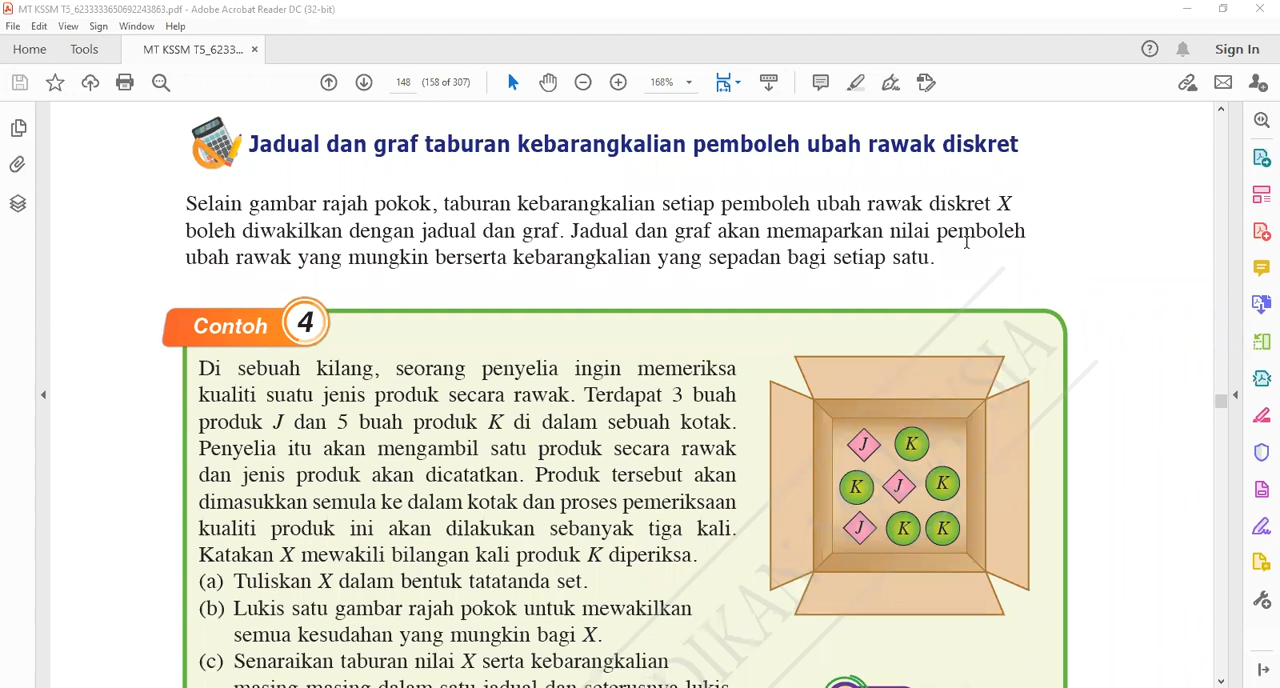 MT KSSM T5_6233333650692243863.pdf - Adobe Acrobat Reader DC (32-bit)
File Edit View Sign Window Help
Home Tools MT KSSM T5_6233... × Sign In
148 (158 of 307) 168%
Jadual dan graf taburan kebarangkalian pemboleh ubah rawak diskret
Selain gambar rajah pokok, taburan kebarangkalian setiap pemboleh ubah rawak diskret X
boleh diwakilkan dengan jadual dan graf. Jadual dan graf akan memaparkan nilai pemboleh
ubah rawak yang mungkin berserta kebarangkalian yang sepadan bagi setiap satu.
Contoh 4
Di sebuah kilang, seorang penyelia ingin memeriksa
kualiti suatu jenis produk secara rawak. Terdapat 3 buah
produk J dan 5 buah produk K di dalam sebuah kotak.
Penyelia itu akan mengambil satu produk secara rawak
dan jenis produk akan dicatatkan. Produk tersebut akan
dimasukkan semula ke dalam kotak dan proses pemeriksaan
kualiti produk ini akan dilakukan sebanyak tiga kali.
Katakan X mewakili bilangan kali produk K diperiksa.
(a) Tuliskan X dalam bentuk tatatanda set.
(b) Lukis satu gambar rajah pokok untuk mewakilkan
semua kesudahan yang mungkin bagi X.
(c) Senaraikan taburan nilai X serta kebarangkalian
masing-masing dalam satu jadual dan seterusnya lukis
J K
K J K
J K K